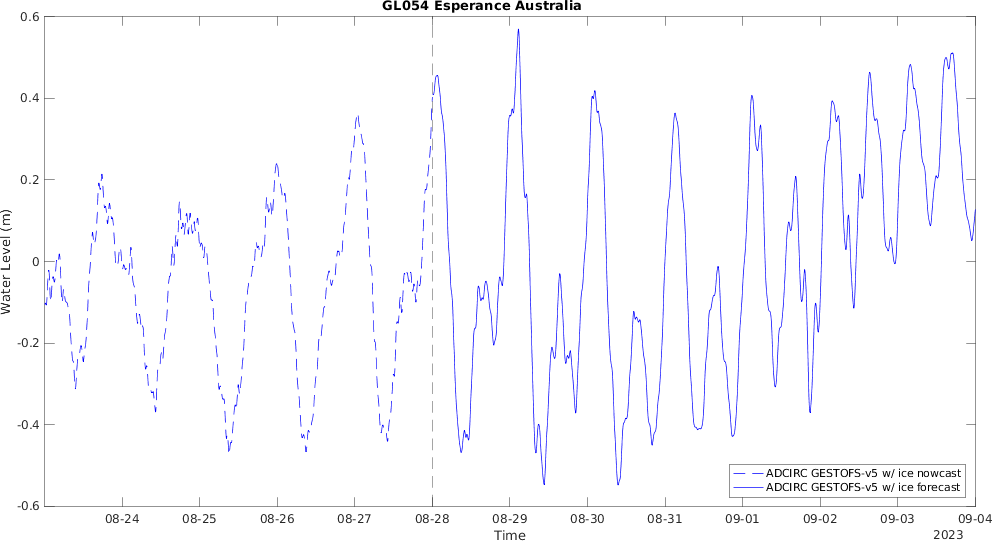 GL054 Esperance Australia
Water Level (m)
0.6
0.4
0.2
0
-0.2
-0.4
-0.6
08-24 08-25 08-26 08-27 08-28 08-29 08-30 08-31 09-01 09-02 09-03 09-04
Time
2023
ADCIRC GESTOFS-v5 w/ ice nowcast
ADCIRC GESTOFS-v5 w/ ice forecast